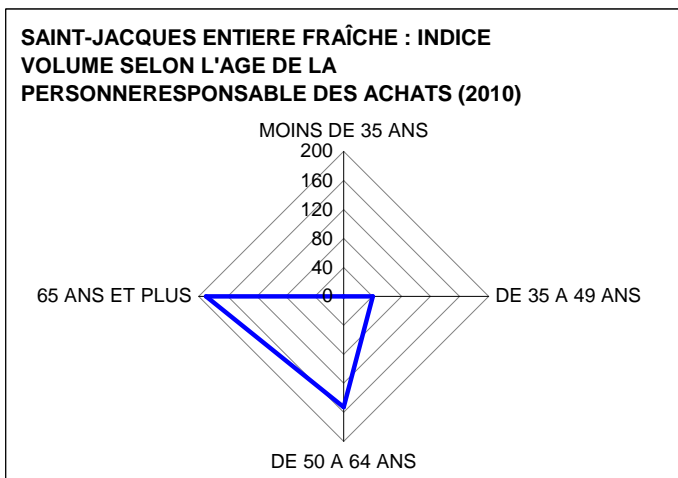 SAINT-JACQUES ENTIERE FRAÎCHE : INDICE
VOLUME SELON L'AGE DE LA
PERSONNERESPONSABLE DES ACHATS (2010)
MOINS DE 35 ANS
200
160
120
80
40
0
65 ANS ET PLUS
DE 35 A 49 ANS
DE 50 A 64 ANS